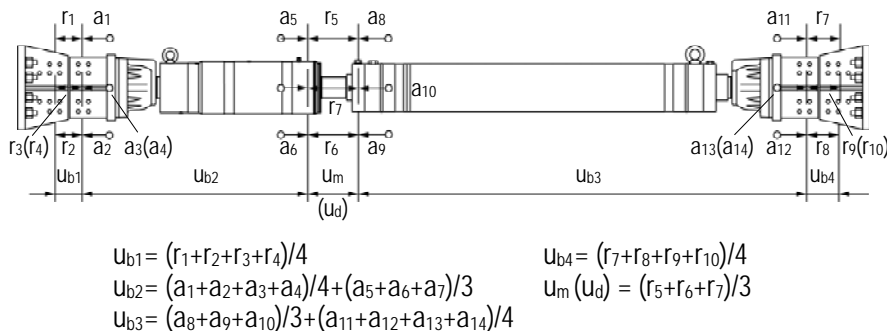 r1 a1 a5 r5 a8 a11 r7
a10
r7
r3(r4) r2 a2 a3(a4) a6 r6 a9 a13(a14) a12 r8 r9(r10)
ub1 ub2 um ub3 ub4
(ud)
ub1= (r1+r2+r3+r4)/4 ub4= (r7+r8+r9+r10)/4
ub2= (a1+a2+a3+a4)/4+(a5+a6+a7)/3 um (ud) = (r5+r6+r7)/3
ub3= (a8+a9+a10)/3+(a11+a12+a13+a14)/4